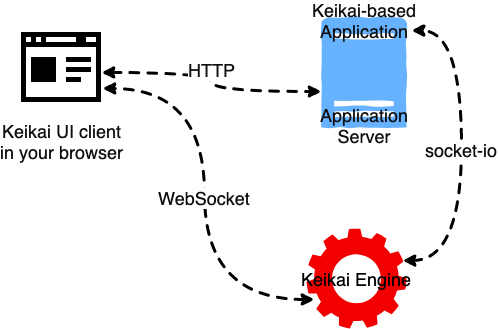 Keikai-based
Application
HTTP
Application
Server
Keikai UI client
in your browser
socket-io
WebSocket
Keikai Engine